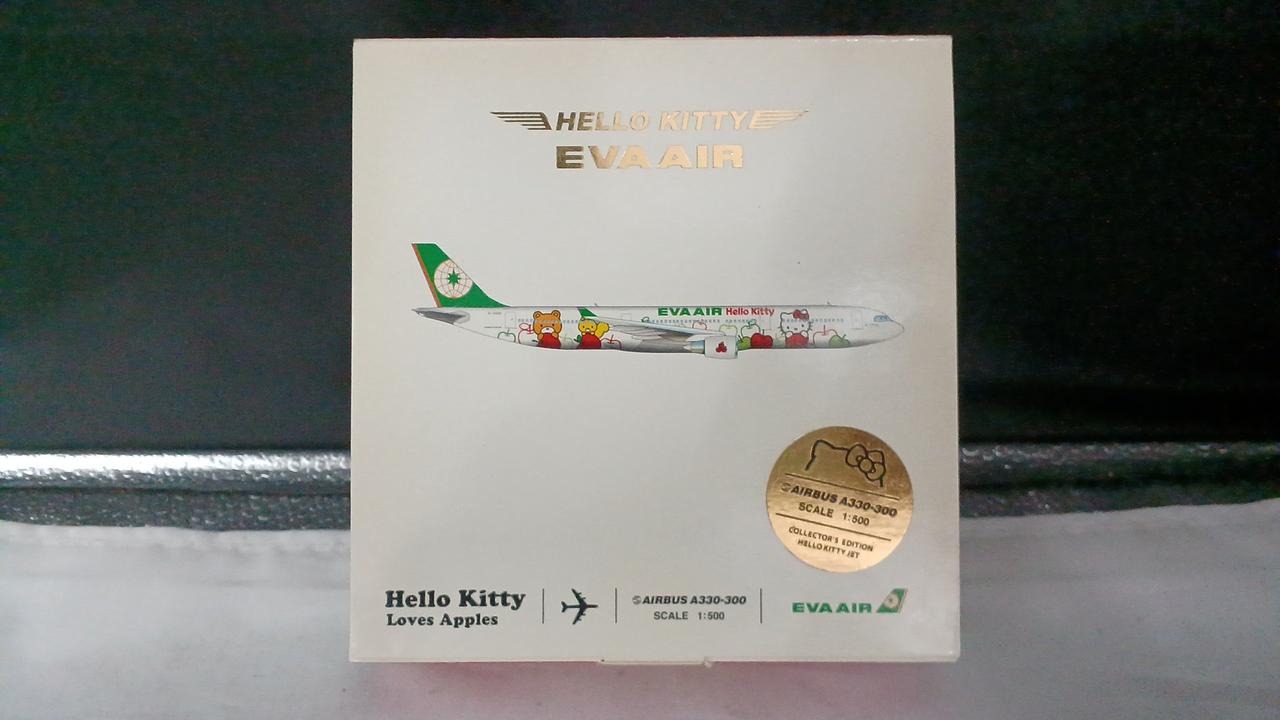 HELLO KITTY
EVA AIR
EVA AIR Hello Kitty
AIRBUS A330-300
SCALE 1:500
COLLECTOR'S EDITION
HELLO KITTY JET
Hello Kitty
Loves Apples
AIRBUS A330-300
SCALE 1:500
EVA AIR